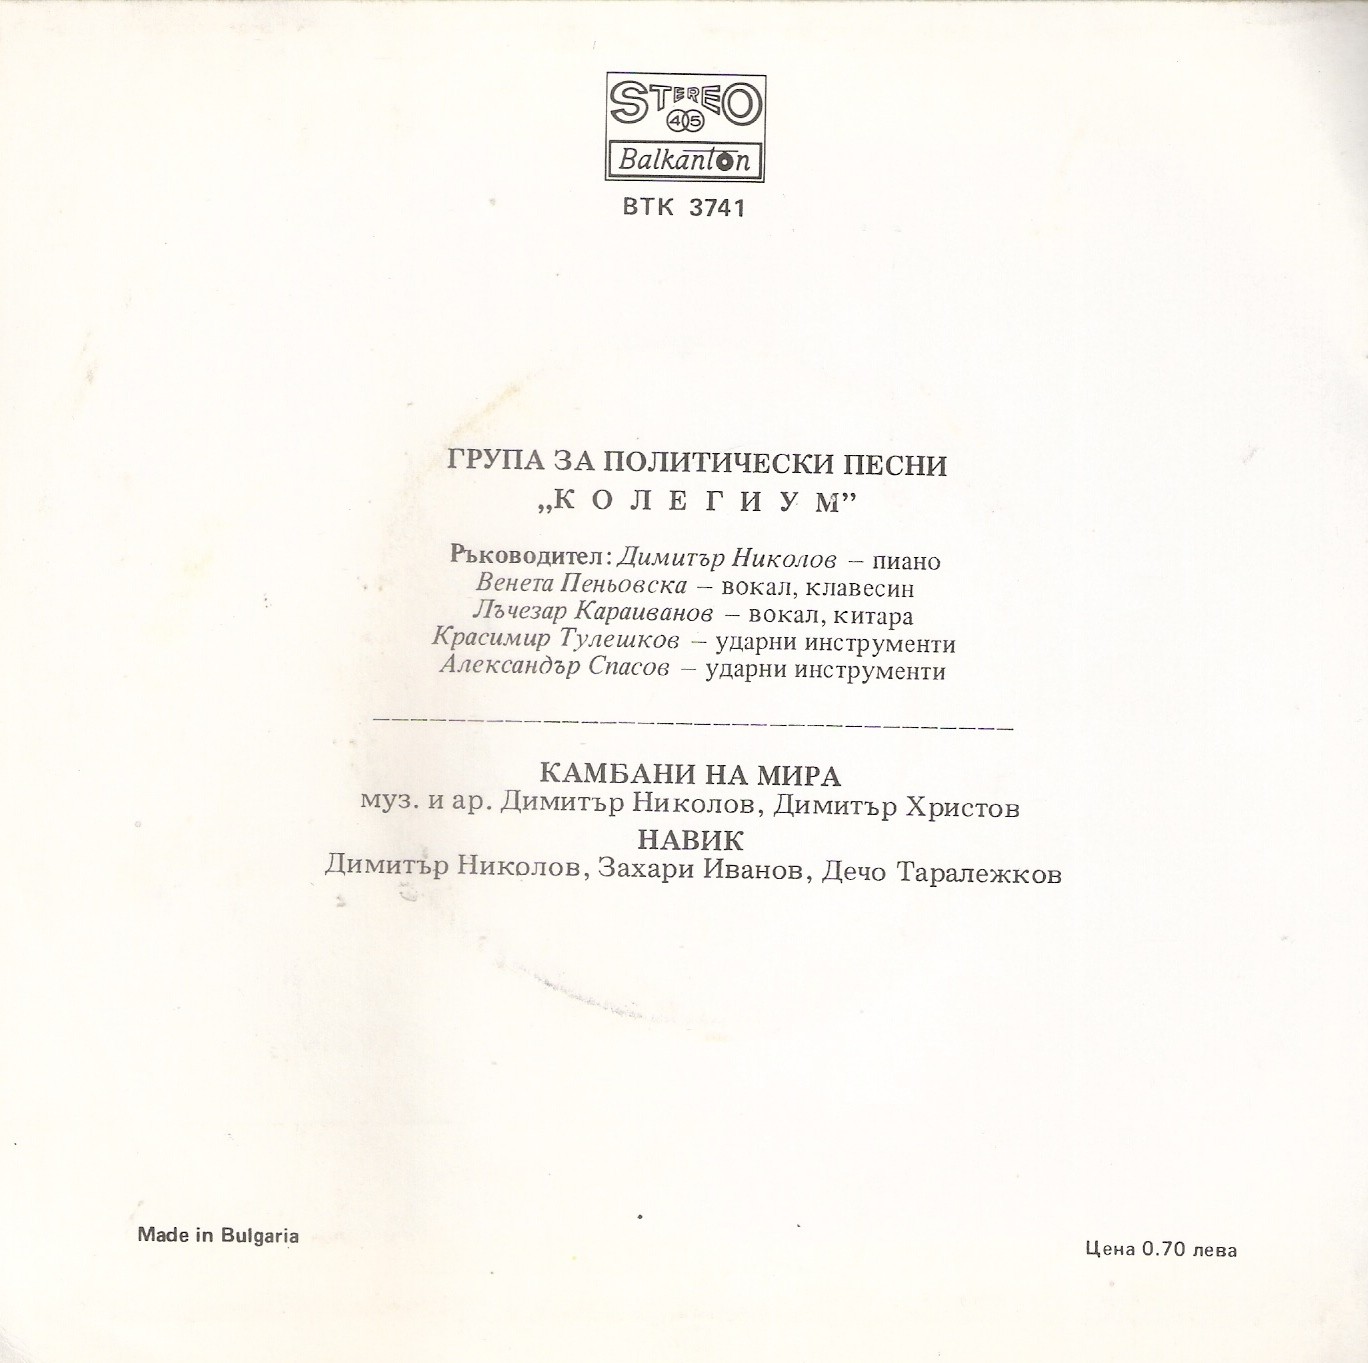 STEREO
45
Balkanton
ВТК 3741
ГРУПА ЗА ПОЛИТИЧЕСКИ ПЕСНИ
„К О Л Е Г И У М”
Ръководител: Димитър Николов — пиано
Венета Пеньовска — вокал, клавесин
Лъчезар Караиванов — вокал, китара
Красимир Тулешков — ударни инструменти
Александър Спасов — ударни инструменти
КАМБАНИ НА МИРА
муз. и ар. Димитър Николов, Димитър Христов
НАВИК
Димитър Николов, Захари Иванов, Дечо Таралежков
Made in Bulgaria
Цена 0.70 лева